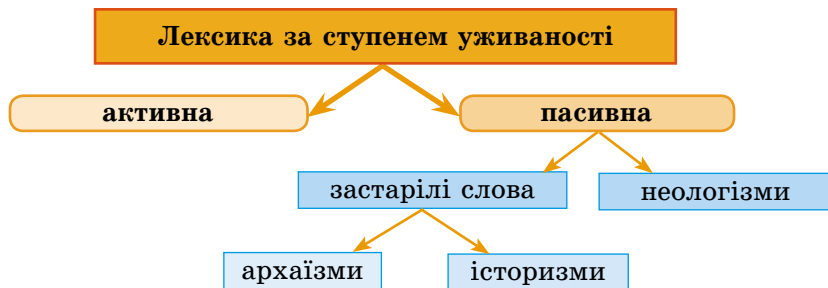 Лексика за ступенем уживаності
активна
пасивна
застарілі слова
неологізми
архаїзми
історизми